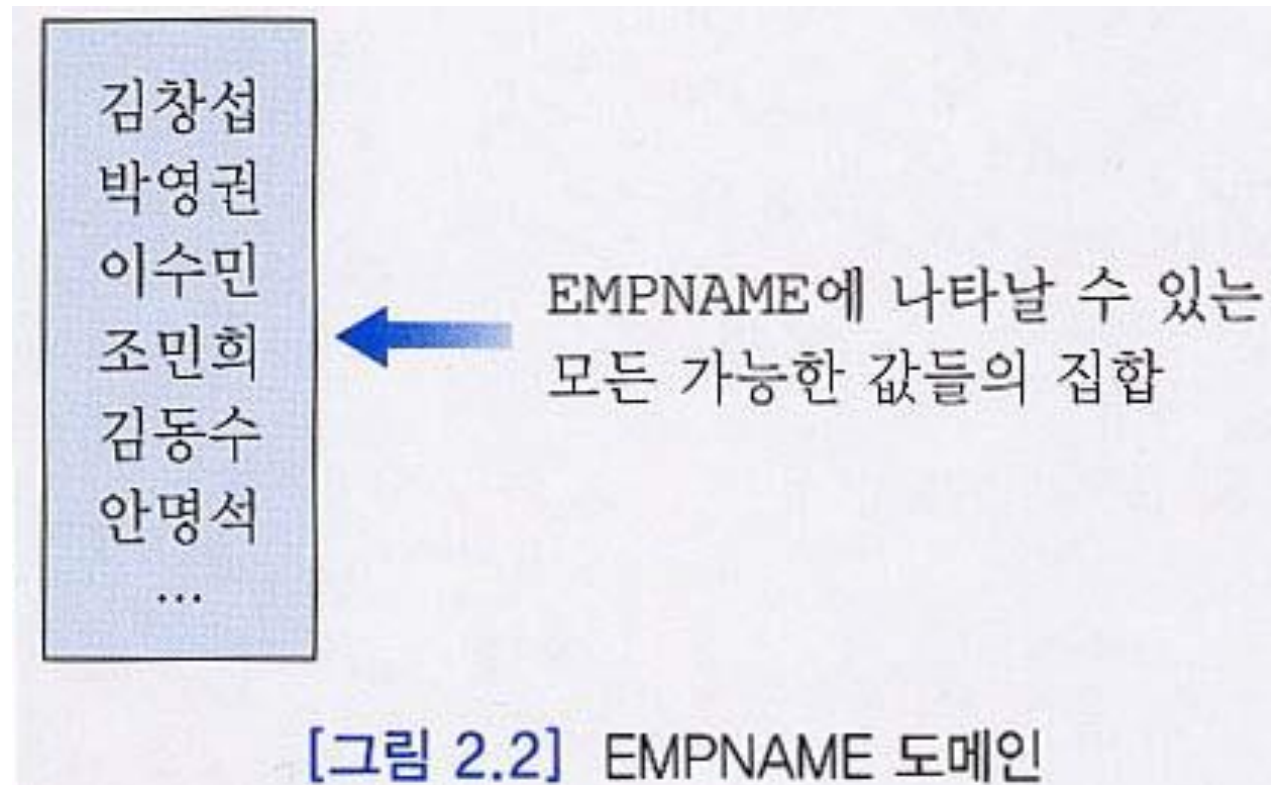 김창섭
박영권
이수민
조민희
김동수
안명석
...
EMPNAME에 나타날 수 있는
모든 가능한 값들의 집합
[그림 2.2] EMPNAME 도메인